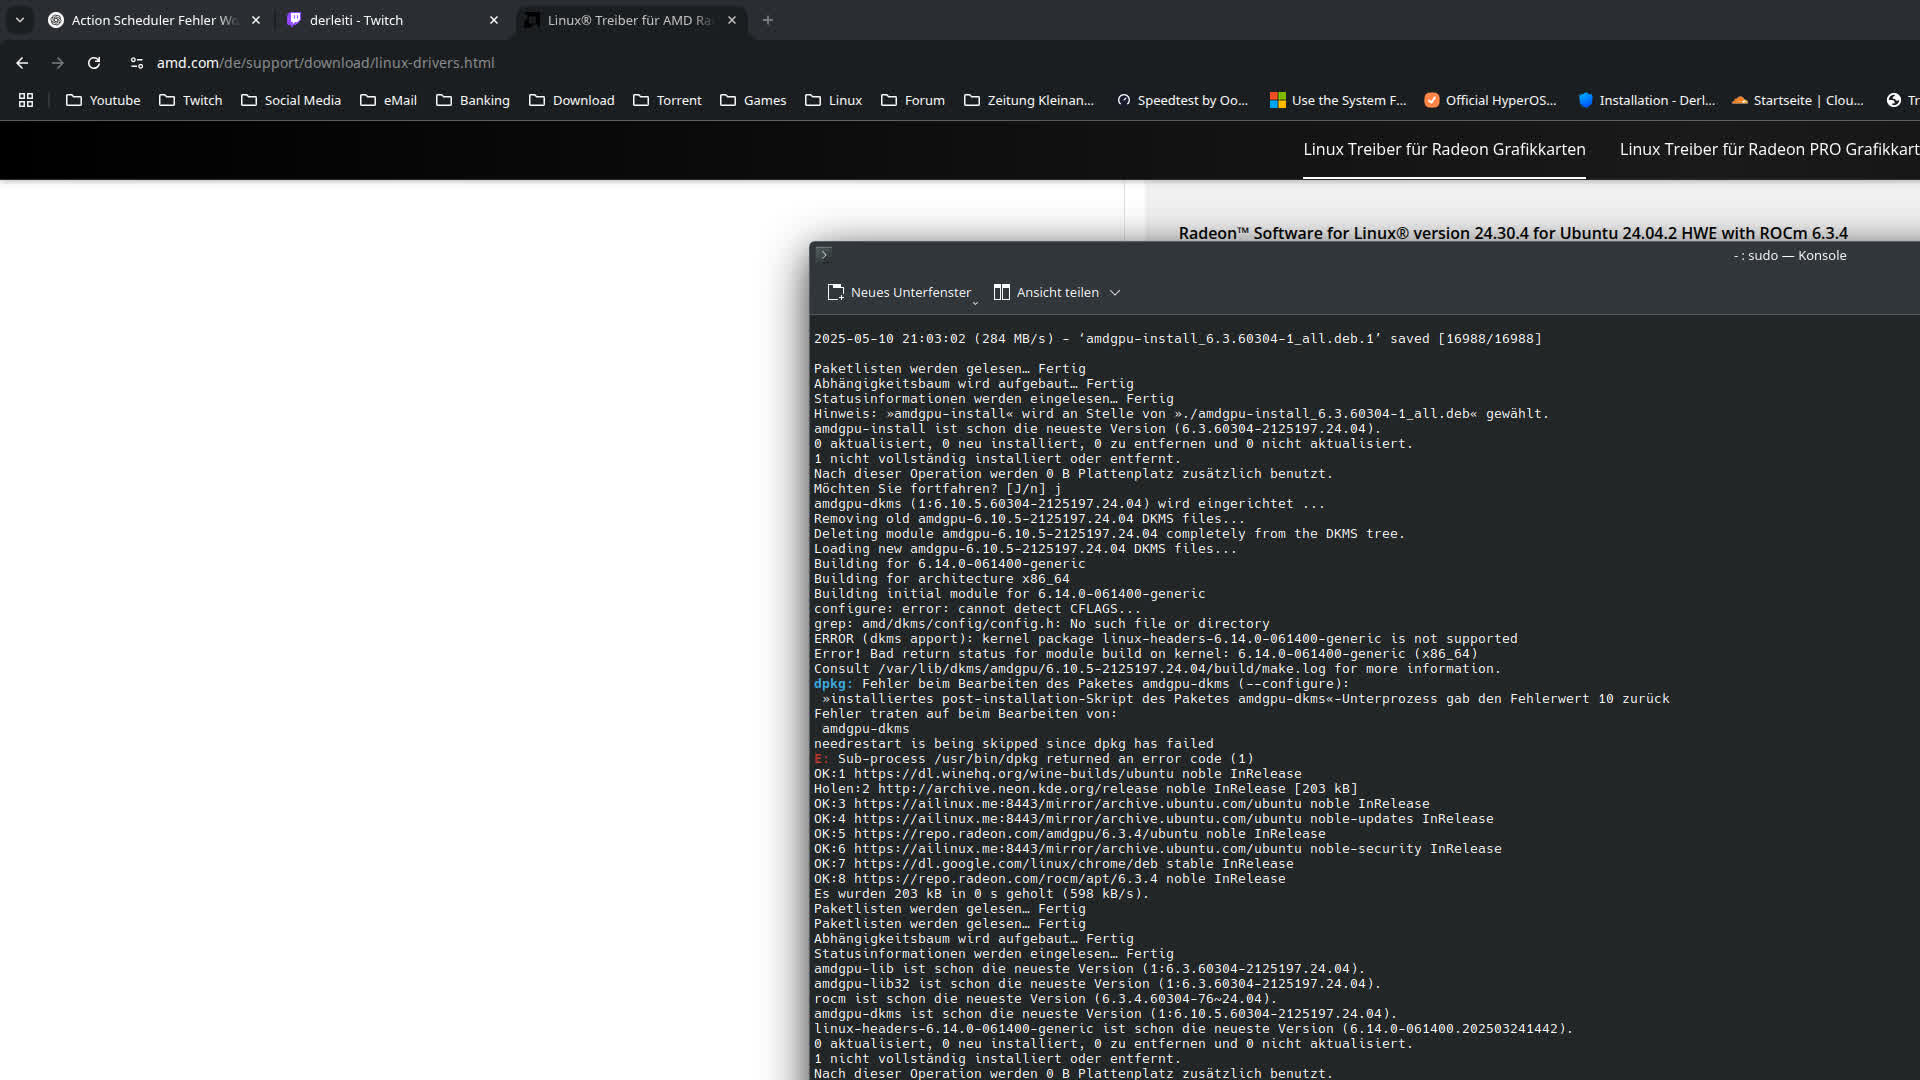 Action Scheduler Fehler Wo
derleiti - Twitch
Linux® Treiber für AMD Ra
amd.com/de/support/download/linux-drivers.html
Youtube
Twitch
Social Media
eMail
Banking
Download
Torrent
Games
Linux
Forum
Zeitung Kleinan...
Speedtest by Oo...
Use the System F...
Official HyperOS...
Installation - Derl...
Startseite | Clou...
Tr
Linux Treiber für Radeon Grafikkarten
Linux Treiber für Radeon PRO Grafikkart
Radeon™ Software for Linux® version 24.30.4 for Ubuntu 24.04.2 HWE with ROCm 6.3.4
- : sudo — Konsole
Neues Unterfenster
Ansicht teilen
2025-05-10 21:03:02 (284 MB/s) - ‘amdgpu-install_6.3.60304-1_all.deb.1’ saved [16988/16988]
Paketlisten werden gelesen… Fertig
Abhängigkeitsbaum wird aufgebaut… Fertig
Statusinformationen werden eingelesen… Fertig
Hinweis: »amdgpu-install« wird an Stelle von »./amdgpu-install_6.3.60304-1_all.deb« gewählt.
amdgpu-install ist schon die neueste Version (6.3.60304-2125197.24.04).
0 aktualisiert, 0 neu installiert, 0 zu entfernen und 0 nicht aktualisiert.
1 nicht vollständig installiert oder entfernt.
Nach dieser Operation werden 0 B Plattenplatz zusätzlich benutzt.
Möchten Sie fortfahren? [J/n] j
amdgpu-dkms (1:6.10.5.60304-2125197.24.04) wird eingerichtet ...
Removing old amdgpu-6.10.5-2125197.24.04 DKMS files...
Deleting module amdgpu-6.10.5-2125197.24.04 completely from the DKMS tree.
Loading new amdgpu-6.10.5-2125197.24.04 DKMS files...
Building for 6.14.0-061400-generic
Building for architecture x86_64
Building initial module for 6.14.0-061400-generic
configure: error: cannot detect CFLAGS...
grep: amd/dkms/config/config.h: No such file or directory
ERROR (dkms apport): kernel package linux-headers-6.14.0-061400-generic is not supported
Error! Bad return status for module build on kernel: 6.14.0-061400-generic (x86_64)
Consult /var/lib/dkms/amdgpu/6.10.5-2125197.24.04/build/make.log for more information.
dpkg: Fehler beim Bearbeiten des Paketes amdgpu-dkms (--configure):
»installiertes post-installation-Skript des Paketes amdgpu-dkms«-Unterprozess gab den Fehlerwert 10 zurück
Fehler traten auf beim Bearbeiten von:
amdgpu-dkms
needrestart is being skipped since dpkg has failed
E: Sub-process /usr/bin/dpkg returned an error code (1)
OK:1 https://dl.winehq.org/wine-builds/ubuntu noble InRelease
Holen:2 http://archive.neon.kde.org/release noble InRelease [203 kB]
OK:3 https://ailinux.me:8443/mirror/archive.ubuntu.com/ubuntu noble InRelease
OK:4 https://ailinux.me:8443/mirror/archive.ubuntu.com/ubuntu noble-updates InRelease
OK:5 https://repo.radeon.com/amdgpu/6.3.4/ubuntu noble InRelease
OK:6 https://ailinux.me:8443/mirror/archive.ubuntu.com/ubuntu noble-security InRelease
OK:7 https://dl.google.com/linux/chrome/deb stable InRelease
OK:8 https://repo.radeon.com/rocm/apt/6.3.4 noble InRelease
Es wurden 203 kB in 0 s geholt (598 kB/s).
Paketlisten werden gelesen… Fertig
Paketlisten werden gelesen… Fertig
Abhängigkeitsbaum wird aufgebaut… Fertig
Statusinformationen werden eingelesen… Fertig
amdgpu-lib ist schon die neueste Version (1:6.3.60304-2125197.24.04).
amdgpu-lib32 ist schon die neueste Version (1:6.3.60304-2125197.24.04).
rocm ist schon die neueste Version (6.3.4.60304-76~24.04).
amdgpu-dkms ist schon die neueste Version (1:6.10.5.60304-2125197.24.04).
linux-headers-6.14.0-061400-generic ist schon die neueste Version (6.14.0-061400.202503241442).
0 aktualisiert, 0 neu installiert, 0 zu entfernen und 0 nicht aktualisiert.
1 nicht vollständig installiert oder entfernt.
Nach dieser Operation werden 0 B Plattenplatz zusätzlich benutzt.